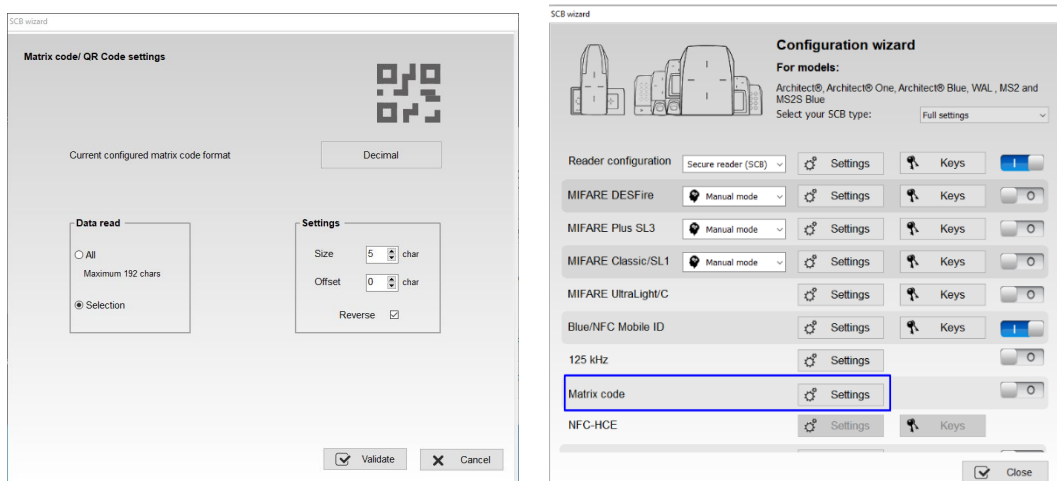 SCB wizard
Matrix code/ QR Code settings
Current configured matrix code format
Decimal
Data read
All
Maximum 192 chars
Selection
Settings
Size 5 char
Offset 0 char
Reverse
Validate
Cancel
SCB wizard
Configuration wizard
For models:
Architect®, Architect® One, Architect® Blue, WAL , MS2 and
MS2S Blue
Select your SCB type: Full settings
Reader configuration Secure reader (SCB) Settings Keys I
MIFARE DESFire Manual mode Settings Keys O
MIFARE Plus SL3 Manual mode Settings Keys O
MIFARE Classic/SL1 Manual mode Settings Keys O
MIFARE UltraLight/C Settings Keys O
Blue/NFC Mobile ID Settings Keys I
125 kHz Settings O
Matrix code Settings O
NFC-HCE Settings Keys
Close